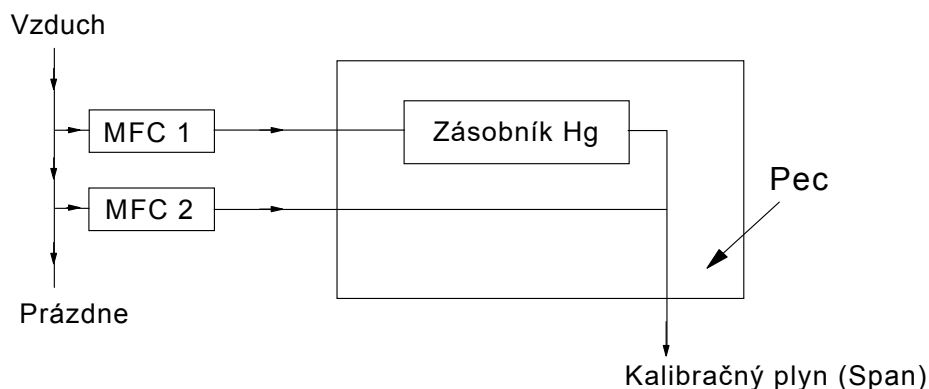 Vzduch
MFC 1
Zásobník Hg
Pec
MFC 2
Prázdne
Kalibračný plyn (Span)